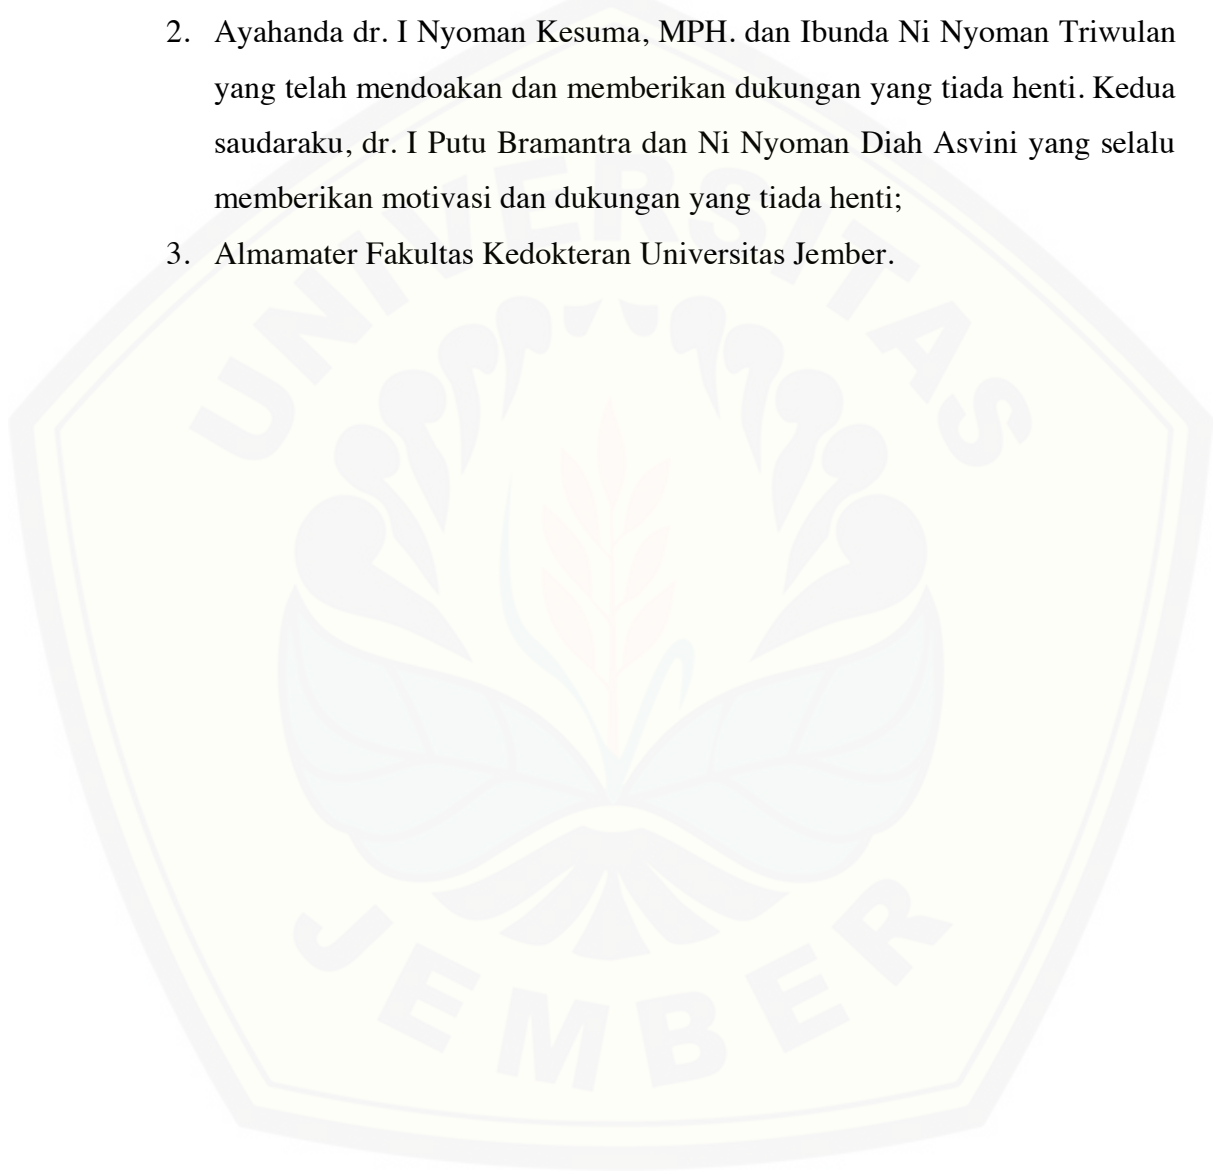 2. Ayahanda dr. I Nyoman Kesuma, MPH. dan Ibunda Ni Nyoman Triwulan
yang telah mendoakan dan memberikan dukungan yang tiada henti. Kedua
saudaraku, dr. I Putu Bramantra dan Ni Nyoman Diah Asvini yang selalu
memberikan motivasi dan dukungan yang tiada henti;
3. Almamater Fakultas Kedokteran Universitas Jember.
UNIVERSITAS
JEMBER